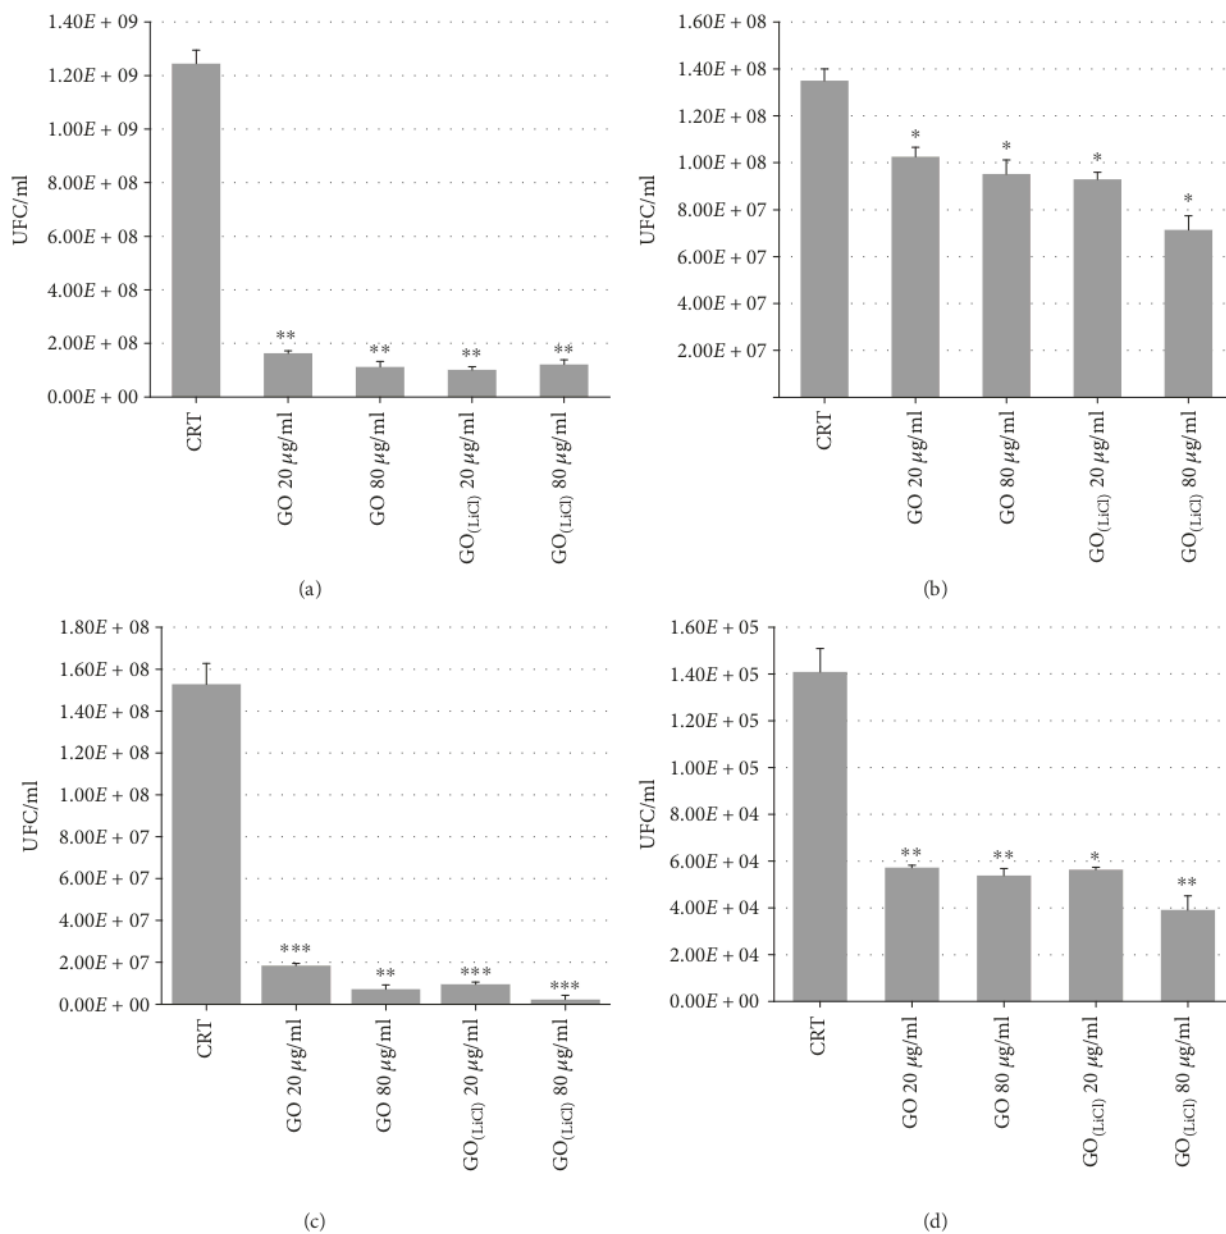 1.40E + 09
1.20E + 09
1.00E + 09
8.00E + 08
6.00E + 08
4.00E + 08
2.00E + 08
0.00E + 00
UFC/ml
**
**
**
**
CRT
GO 20 µg/ml
GO 80 µg/ml
GO(LiCl) 20 µg/ml
GO(LiCl) 80 µg/ml
(a)
1.60E + 08
1.40E + 08
1.20E + 08
1.00E + 08
8.00E + 07
6.00E + 07
4.00E + 07
2.00E + 07
UFC/ml
*
*
*
*
CRT
GO 20 µg/ml
GO 80 µg/ml
GO(LiCl) 20 µg/ml
GO(LiCl) 80 µg/ml
(b)
1.80E + 08
1.60E + 08
1.40E + 08
1.20E + 08
1.00E + 08
8.00E + 07
6.00E + 07
4.00E + 07
2.00E + 07
0.00E + 00
UFC/ml
***
**
***
***
CRT
GO 20 µg/ml
GO 80 µg/ml
GO(LiCl) 20 µg/ml
GO(LiCl) 80 µg/ml
(c)
1.60E + 05
1.40E + 05
1.20E + 05
1.00E + 05
8.00E + 04
6.00E + 04
4.00E + 04
2.00E + 04
0.00E + 00
UFC/ml
**
**
*
**
CRT
GO 20 µg/ml
GO 80 µg/ml
GO(LiCl) 20 µg/ml
GO(LiCl) 80 µg/ml
(d)